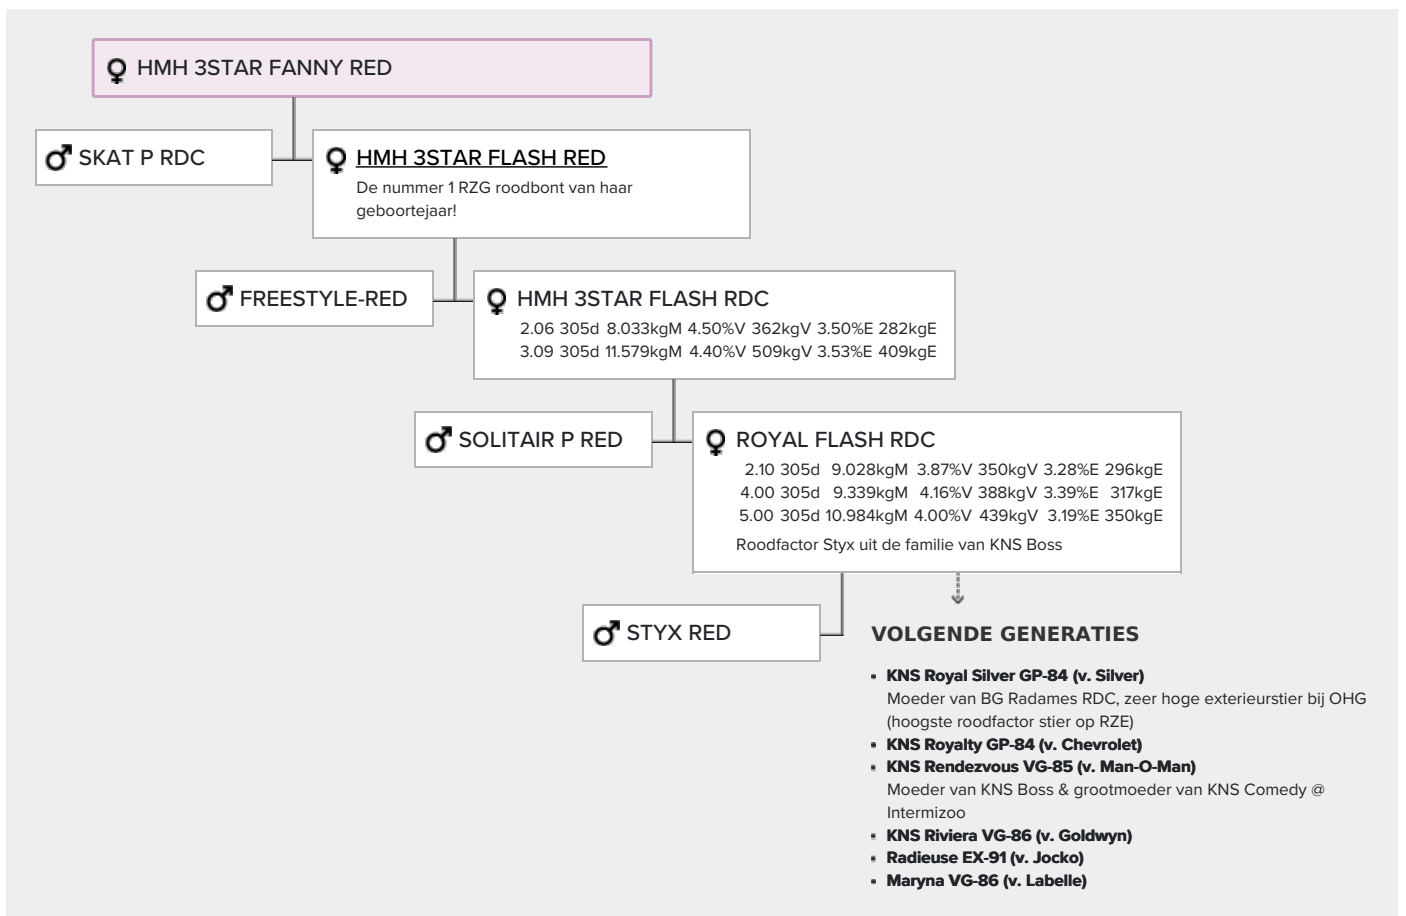 HMH 3STAR FANNY RED
SKAT P RDC
HMH 3STAR FLASH RED
De nummer 1 RZG roodbont van haar
geboortejaar!
FREESTYLE-RED
HMH 3STAR FLASH RDC
2.06 305d 8.033kgM 4.50%V 362kgV 3.50%E 282kgE
3.09 305d 11.579kgM 4.40%V 509kgV 3.53%E 409kgE
SOLITAIR P RED
ROYAL FLASH RDC
2.10 305d 9.028kgM 3.87%V 350kgV 3.28%E 296kgE
4.00 305d 9.339kgM 4.16%V 388kgV 3.39%E 317kgE
5.00 305d 10.984kgM 4.00%V 439kgV 3.19%E 350kgE
Roodfactor Styx uit de familie van KNS Boss
STYX RED
VOLGENDE GENERATIES
KNS Royal Silver GP-84 (v. Silver)
Moeder van BG Radames RDC, zeer hoge exterieurstier bij OHG
(hoogste roodfactor stier op RZE)
KNS Royalty GP-84 (v. Chevrolet)
KNS Rendezvous VG-85 (v. Man-O-Man)
Moeder van KNS Boss & grootmoeder van KNS Comedy @
Intermizoo
KNS Riviera VG-86 (v. Goldwyn)
Radieuse EX-91 (v. Jocko)
Maryna VG-86 (v. Labelle)